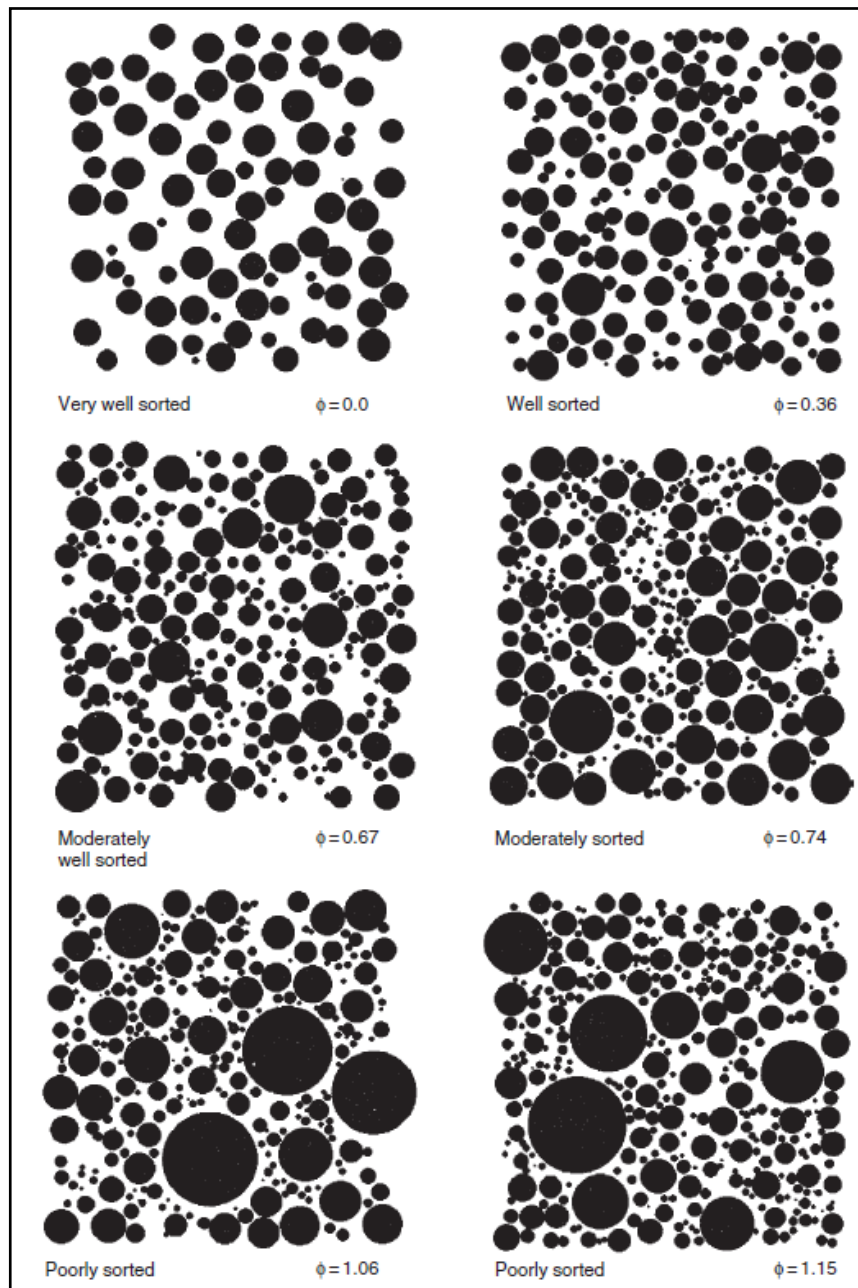 Very well sorted ϕ=0.0
Well sorted ϕ=0.36
Moderately ϕ=0.67
well sorted
Moderately sorted ϕ=0.74
Poorly sorted ϕ=1.06
Poorly sorted ϕ=1.15